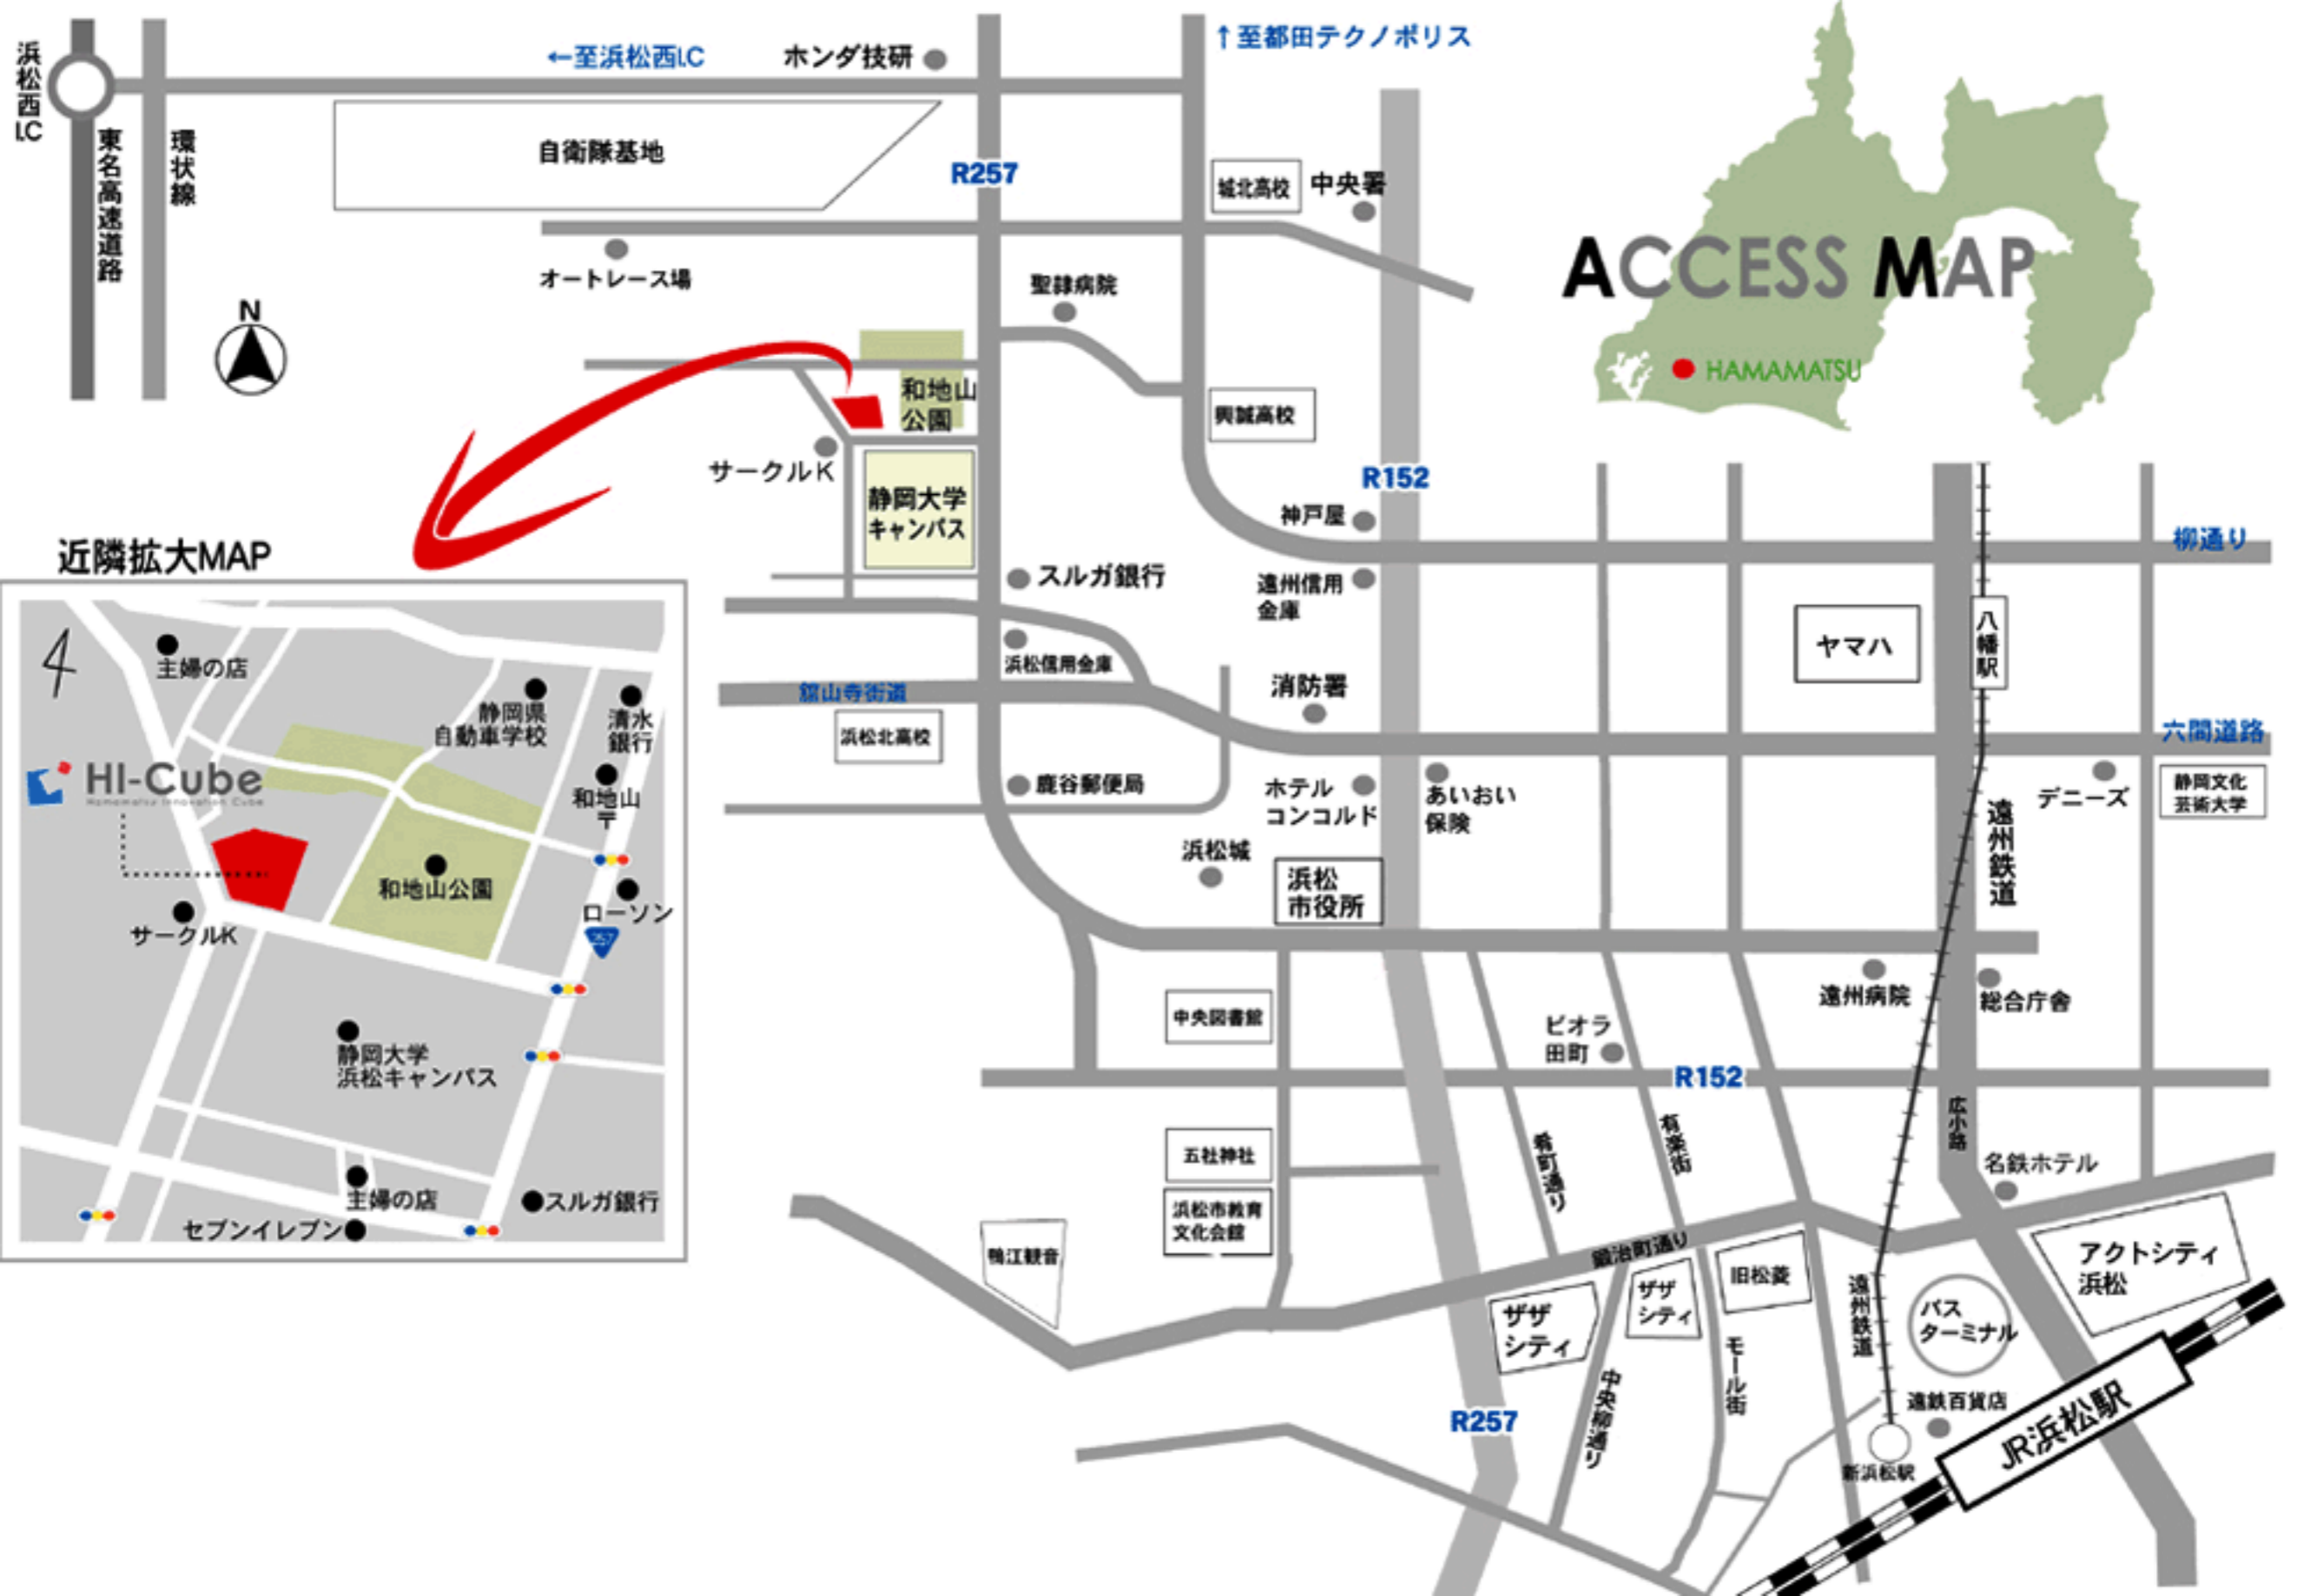 浜松西I.C
東名高速道路
環状線
←至浜松西I.C
ホンダ技研
↑至都田テクノポリス
自衛隊基地
R257
城北高校
中央署
オートレース場
聖隷病院
N
ACCESS MAP
HAMAMATSU
和地山
公園
サークルK
静岡大学
キャンパス
興誠高校
R152
神戸屋
柳通り
スルガ銀行
遠州信用
金庫
浜松信用金庫
ヤマハ
八幡駅
舘山寺街道
浜松北高校
消防署
六間道路
鹿谷郵便局
ホテル
コンコルド
あいおい
保険
デニーズ
静岡文化
芸術大学
遠州鉄道
浜松城
浜松
市役所
中央図書館
遠州病院
総合庁舎
ビオラ
田町
R152
広小路
五社神社
肴町通り
有楽街
名鉄ホテル
浜松市教育
文化会館
鴨江観音
鍛冶町通り
旧松菱
ザザ
シティ
ザザ
シティ
遠州鉄道
バス
ターミナル
アクトシティ
浜松
モール街
中央柳通り
R257
遠鉄百貨店
新浜松駅
JR浜松駅
近隣拡大MAP
4
主婦の店
静岡県
自動車学校
清水
銀行
HI-Cube
Hamamatsu Innovation Cube
和地山
〒
和地山公園
ローソン
257
サークルK
静岡大学
浜松キャンパス
主婦の店
スルガ銀行
セブンイレブン